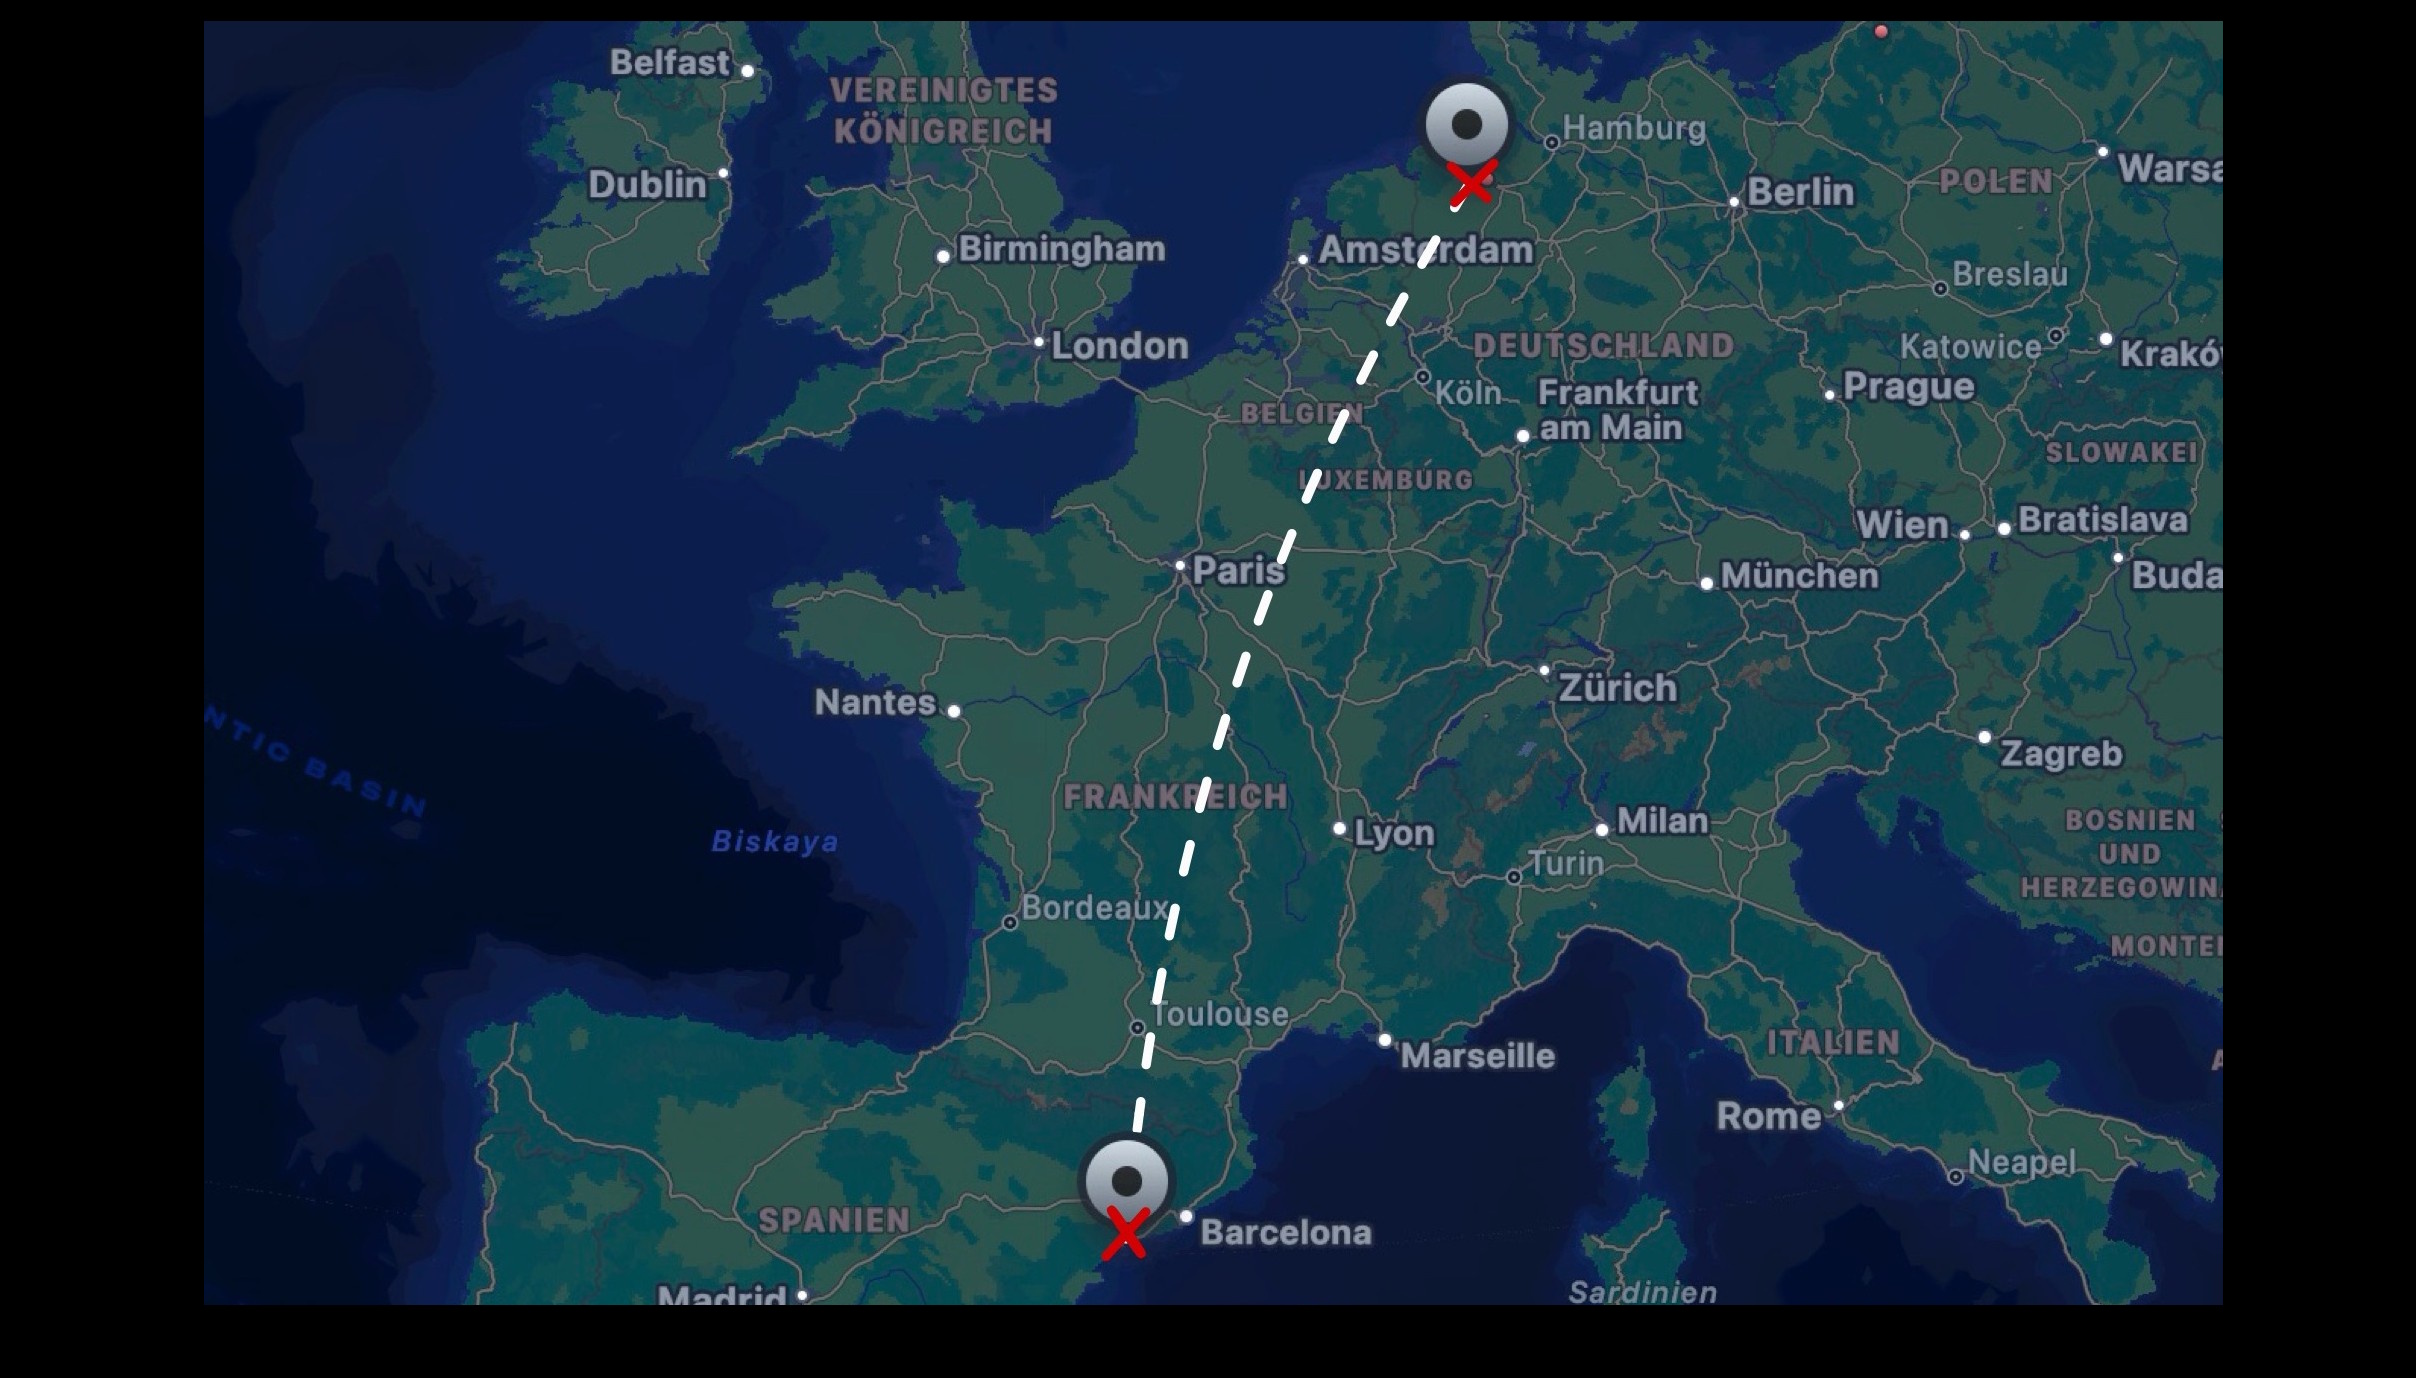 Belfast
VEREINIGTES
KÖNIGREICH
Hamburg
Dublin
Berlin
POLEN
Warsa
Birmingham
Amsterdam
Breslau
London
DEUTSCHLAND
Katowice
Krakó
Köln
Frankfurt
am Main
Prague
BELGIEN
LUXEMBURG
SLOWAKEI
Wien
Bratislava
Paris
München
Buda
Nantes
Zürich
NTIC BASIN
Zagreb
FRANKREICH
Biskaya
Lyon
Milan
Turin
BOSNIEN
UND
HERZEGOWIN
Bordeaux
MONTE
Toulouse
Marseille
ITALIEN
Rome
Neapel
SPANIEN
Barcelona
Madrid
Sardinien